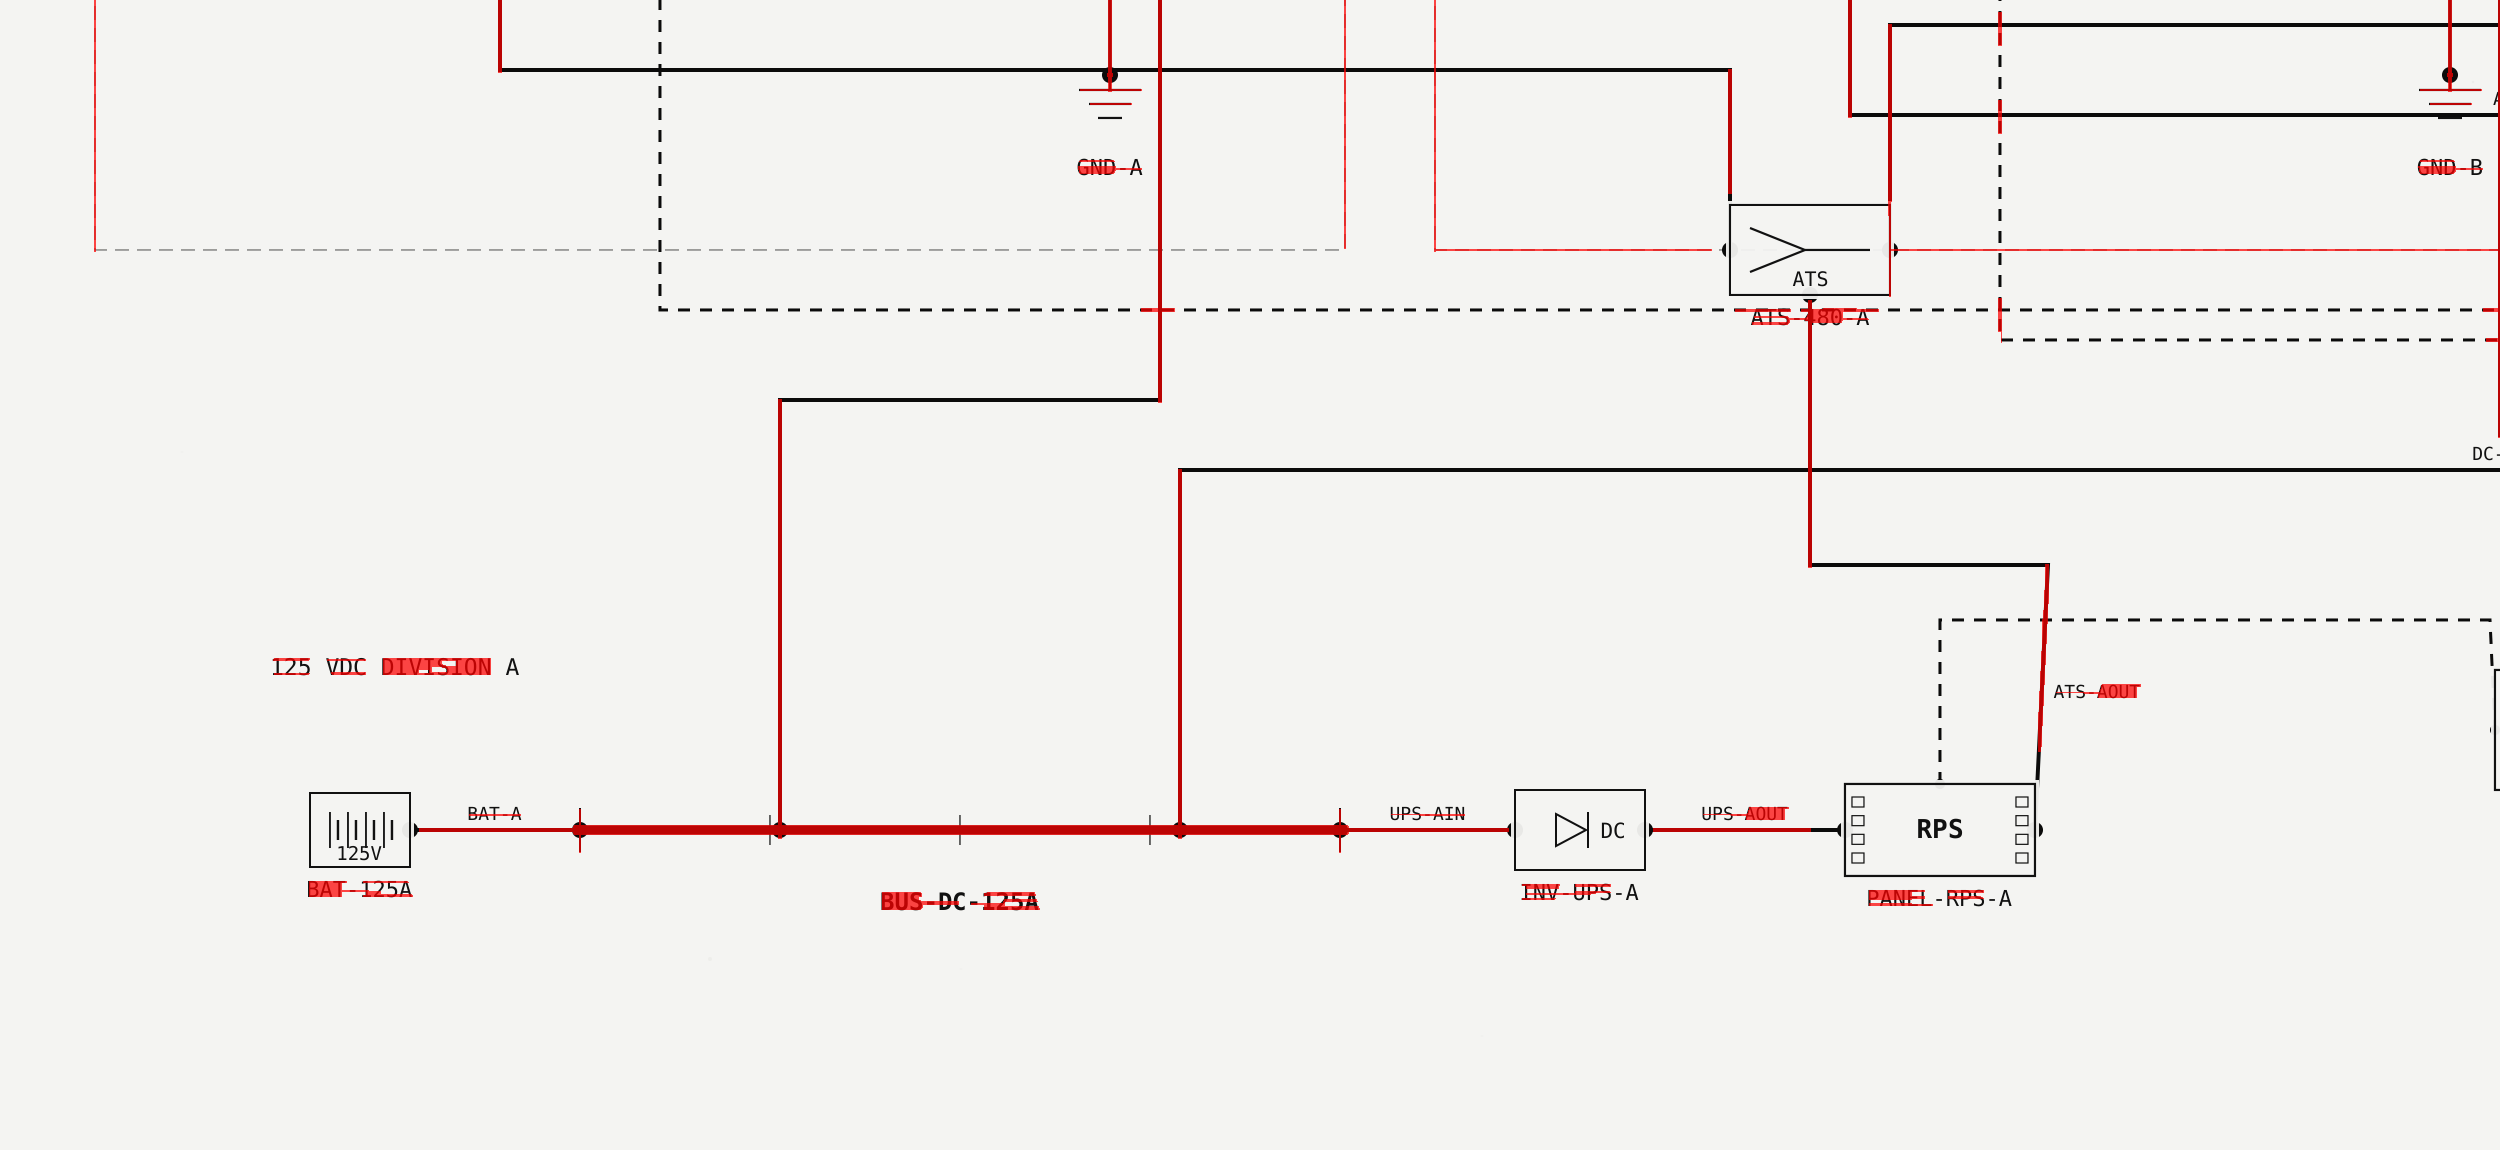 GND-A
GND-B
ATS
ATS-480-A
DC-
125 VDC DIVISION A
ATS-AOUT
BAT-A
UPS-AIN
UPS-AOUT
125V
DC
RPS
BAT-125A
BUS-DC-125A
INV-UPS-A
PANEL-RPS-A